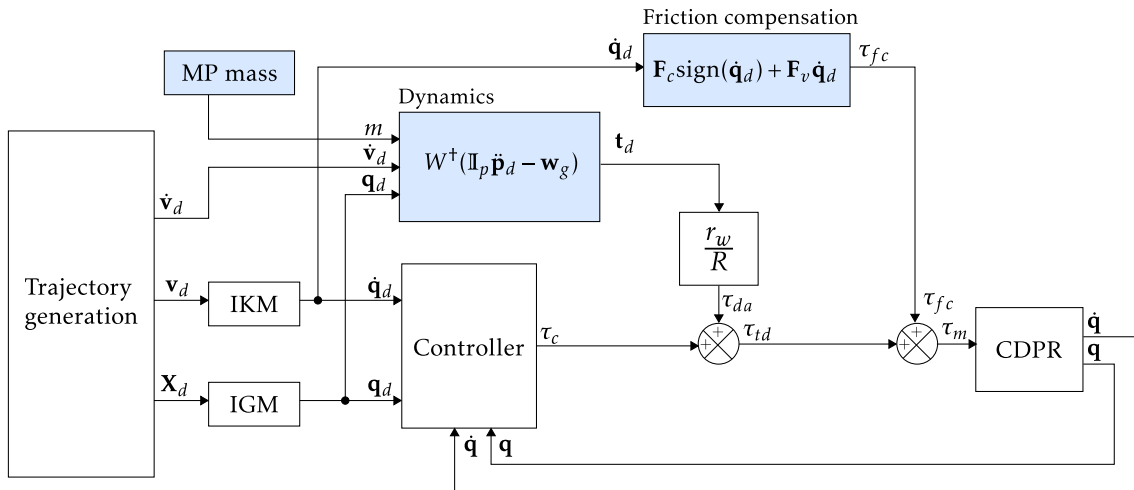 Friction compensation
q̇_d
F_c sign(q̇_d) + F_v q̇_d
τ_fc
MP mass
Dynamics
m
v̇_d
q_d
W†(𝕀_p p̈_d − w_g)
t_d
v̇_d
r_w
R
Trajectory
generation
v_d
IKM
q̇_d
τ_da
τ_fc
Controller
τ_c
+
+
τ_td
+
+
τ_m
CDPR
q̇
q
X_d
IGM
q_d
q̇
q